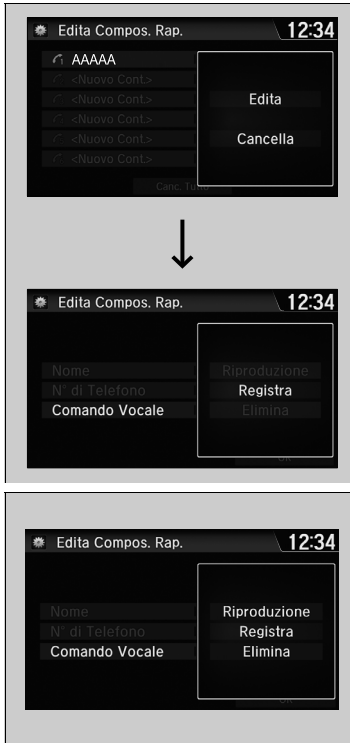 Edita Compos. Rap. 12:34
AAAAA
<Nuovo Cont.>
<Nuovo Cont.> Edita
<Nuovo Cont.>
<Nuovo Cont.> Cancella
<Nuovo Cont.>
Canc. Tutto
Edita Compos. Rap. 12:34
Nome Riproduzione
N° di Telefono Registra
Comando Vocale Elimina
OK
Edita Compos. Rap. 12:34
Nome Riproduzione
N° di Telefono Registra
Comando Vocale Elimina
OK